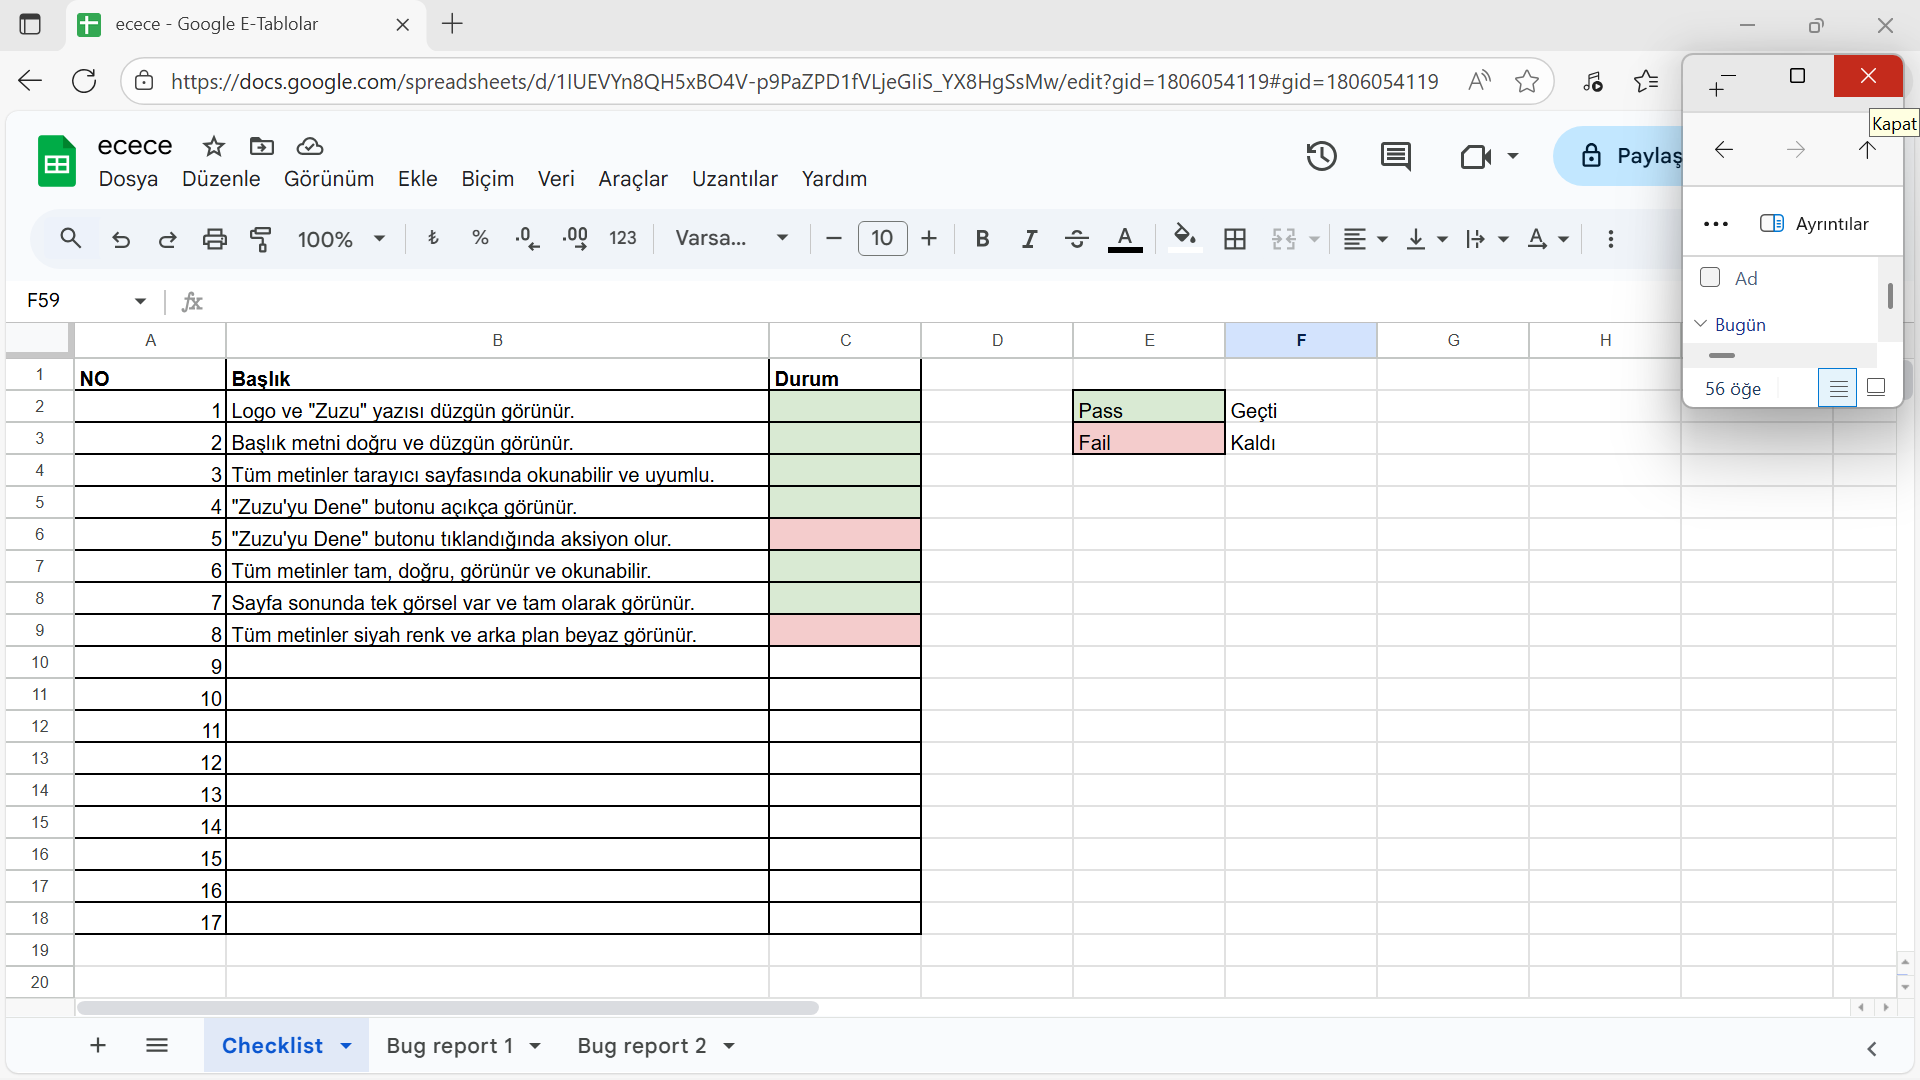 ecece - Google E-Tablolar
https://docs.google.com/spreadsheets/d/1IUEVYn8QH5xBO4V-p9PaZPD1fVLjeGIiS_YX8HgSsMw/edit?gid=1806054119#gid=1806054119
Kapat
ecece
Paylaş
Dosya Düzenle Görünüm Ekle Biçim Veri Araçlar Uzantılar Yardım
Ayrıntılar
100% ₺ % .0 .00 123 Varsa... 10 B I A
Ad
F59
Bugün
56 öğe
A B C D E F G H
1 NO Başlık Durum
2 1 Logo ve "Zuzu" yazısı düzgün görünür. Pass Geçti
3 2 Başlık metni doğru ve düzgün görünür. Fail Kaldı
4 3 Tüm metinler tarayıcı sayfasında okunabilir ve uyumlu.
5 4 "Zuzu'yu Dene" butonu açıkça görünür.
6 5 "Zuzu'yu Dene" butonu tıklandığında aksiyon olur.
7 6 Tüm metinler tam, doğru, görünür ve okunabilir.
8 7 Sayfa sonunda tek görsel var ve tam olarak görünür.
9 8 Tüm metinler siyah renk ve arka plan beyaz görünür.
10 9
11 10
12 11
13 12
14 13
15 14
16 15
17 16
18 17
19
20
Checklist Bug report 1 Bug report 2